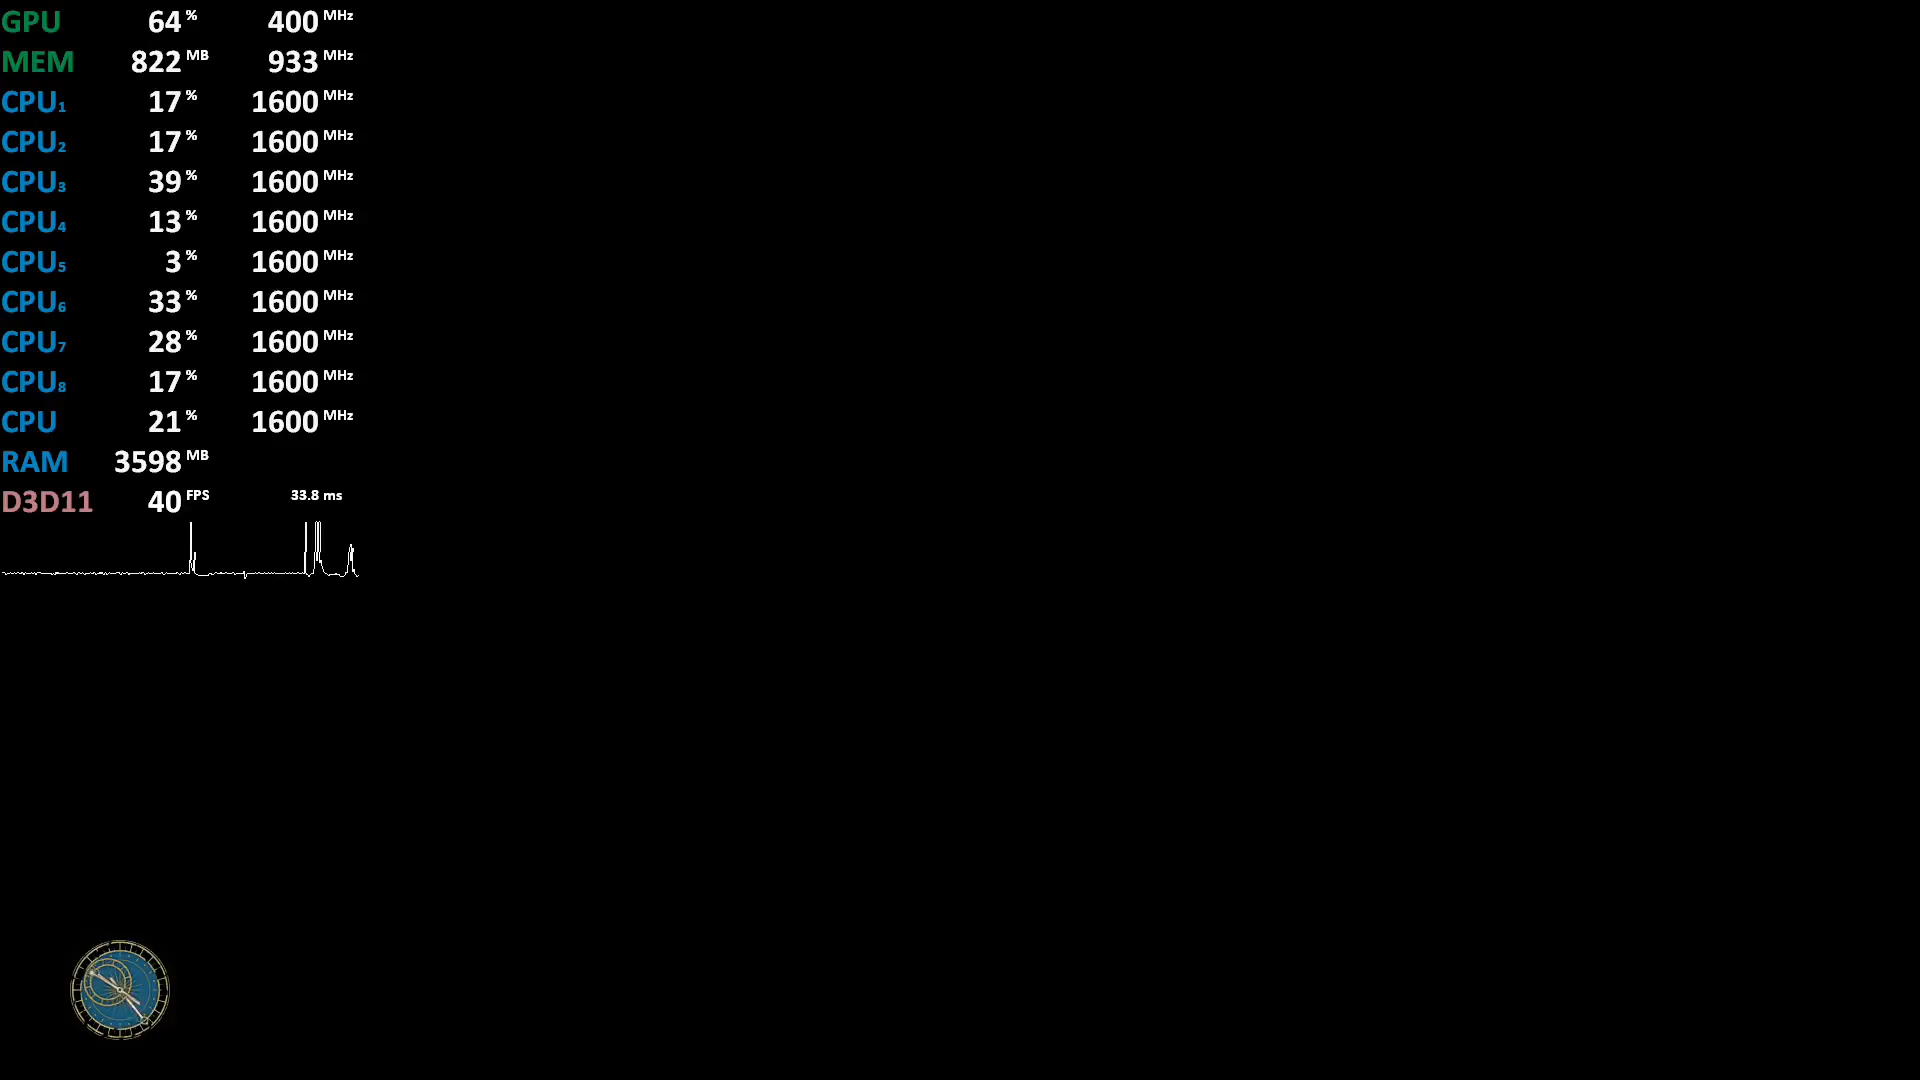 GPU 64 % 400 MHz
MEM 822 MB 933 MHz
CPU1 17 % 1600 MHz
CPU2 17 % 1600 MHz
CPU3 39 % 1600 MHz
CPU4 13 % 1600 MHz
CPU5 3 % 1600 MHz
CPU6 33 % 1600 MHz
CPU7 28 % 1600 MHz
CPU8 17 % 1600 MHz
CPU 21 % 1600 MHz
RAM 3598 MB
D3D11 40 FPS 33.8 ms